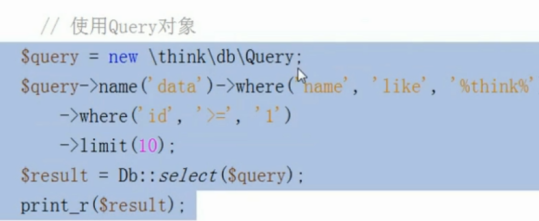 // 使用Query对象
$query = new \think\db\Query;
$query->name('data')->where('name', 'like', '%think%'
->where('id', '>=', '1')
->limit(10);
$result = Db::select($query);
print_r($result);